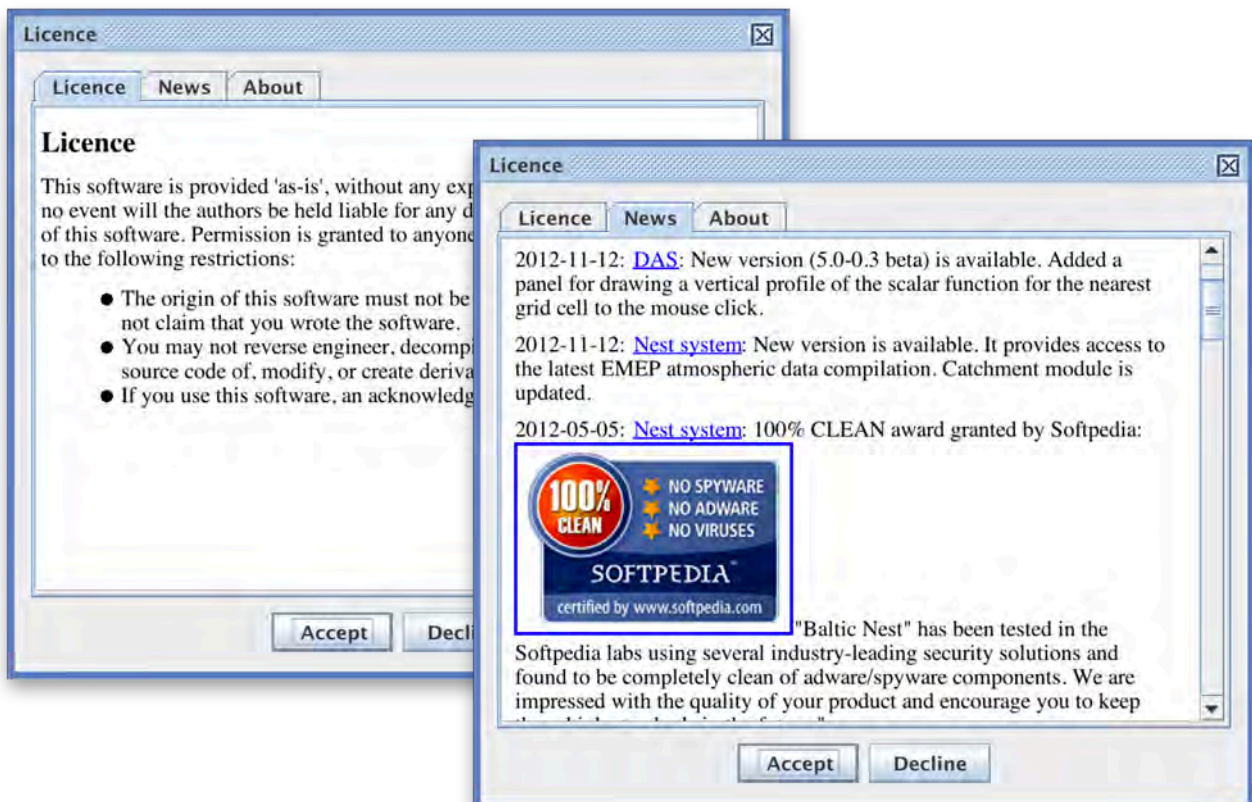 Licence
Licence News About
Licence
This software is provided 'as-is', without any
no event will the authors be held liable for any
of this software. Permission is granted to anyone
to the following restrictions:
● The origin of this software must not be
not claim that you wrote the software.
● You may not reverse engineer,
source code of, modify, or create
● If you use this software, an
Accept
Licence
Licence News About
2012-11-12: DAS: New version (5.0-0.3 beta) is available. Added a
panel for drawing a vertical profile of the scalar function for the nearest
grid cell to the mouse click.
2012-11-12: Nest system: New version is available. It provides access to
the latest EMEP atmospheric data compilation. Catchment module is
updated.
2012-05-05: Nest system: 100% CLEAN award granted by Softpedia:
100%
CLEAN
NO SPYWARE
NO ADWARE
NO VIRUSES
SOFTPEDIA
certified by www.softpedia.com
"Baltic Nest" has been tested in the
Softpedia labs using several industry-leading security solutions and
found to be completely clean of adware/spyware components. We are
impressed with the quality of your product and encourage you to keep
Accept Decline